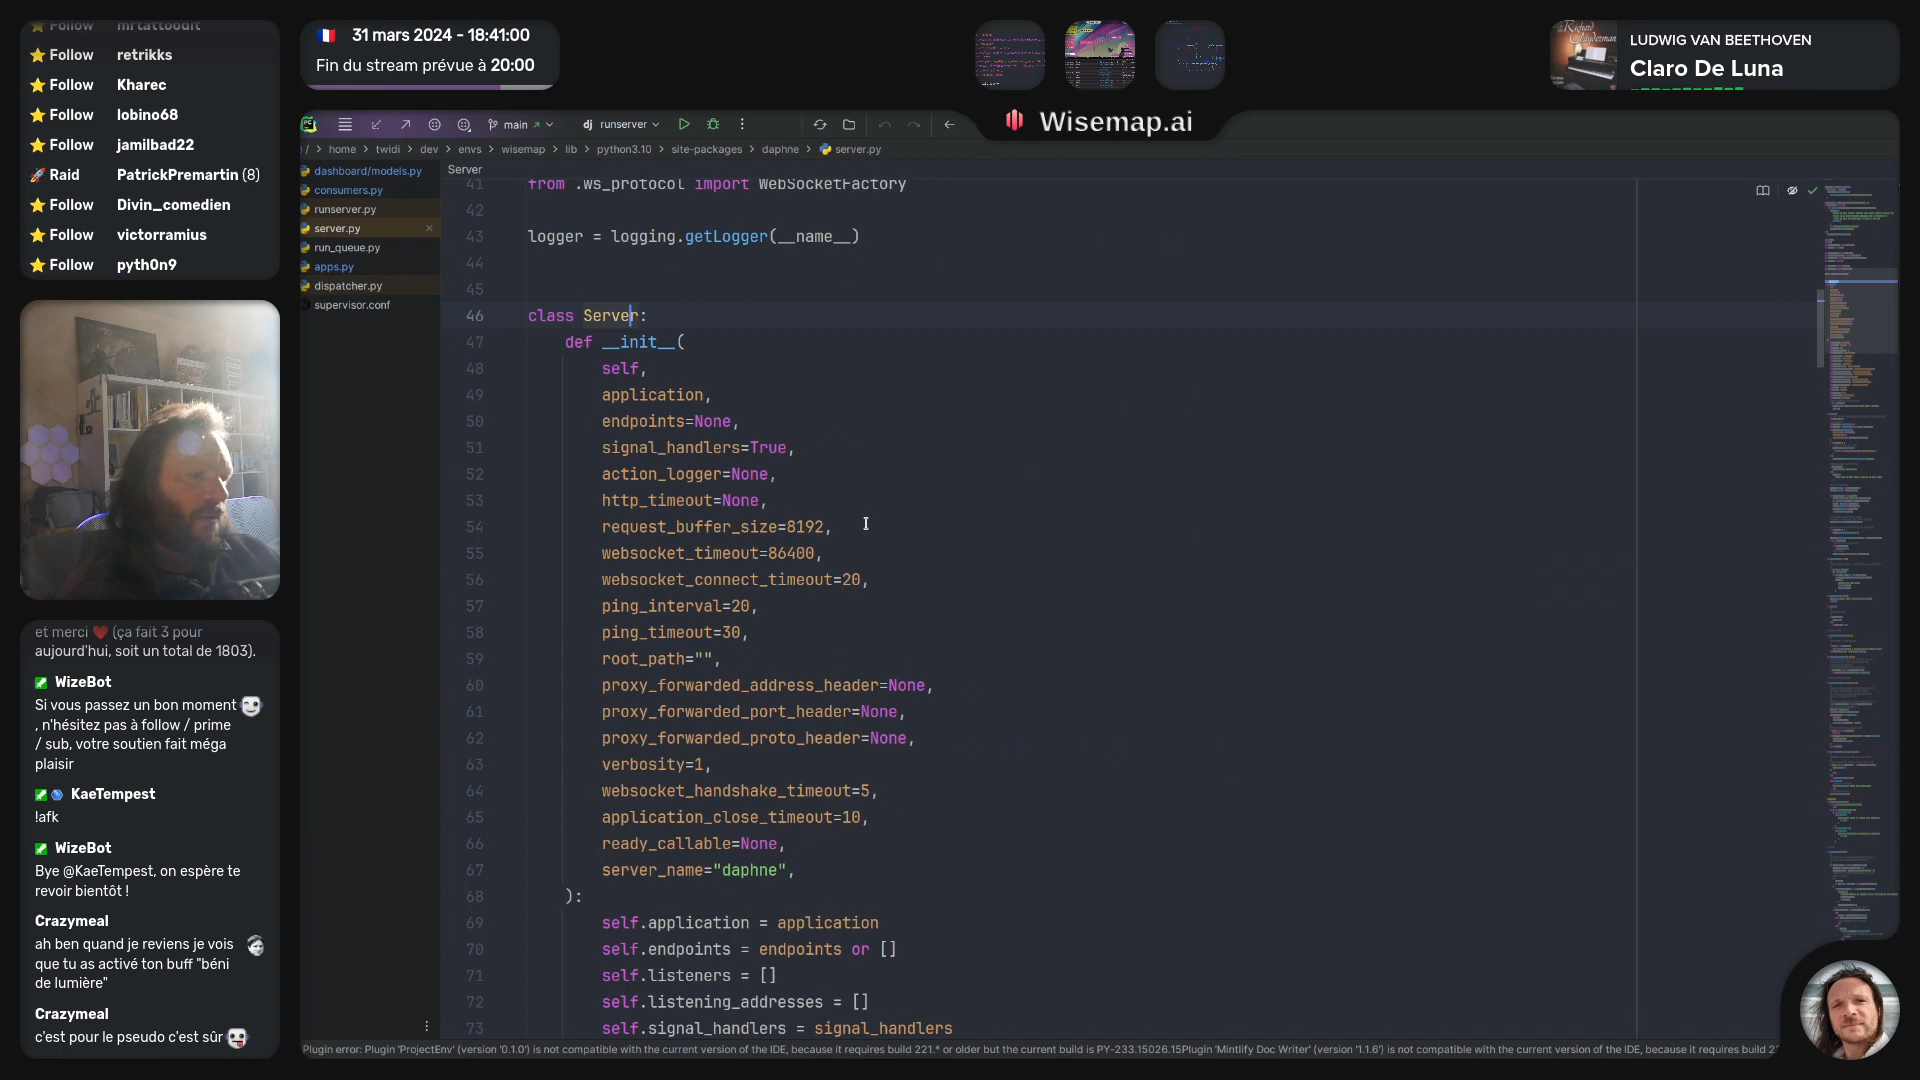 Follow mrtattoodit
Follow retrikks
Follow Kharec
Follow lobino68
Follow jamilbad22
Raid PatrickPremartin (8)
Follow Divin_comedien
Follow victorramius
Follow pyth0n9
31 mars 2024 - 18:41:00
Fin du stream prévue à 20:00
LUDWIG VAN BEETHOVEN
Claro De Luna
Wisemap.ai
main
dj runserver
/ > home > twidi > dev > envs > wisemap > lib > python3.10 > site-packages > daphne > server.py
dashboard/models.py
consumers.py
runserver.py
server.py
run_queue.py
apps.py
dispatcher.py
supervisor.conf
Server
41 from .ws_protocol import WebSocketFactory
42
43 logger = logging.getLogger(__name__)
44
45
46 class Server:
47 def __init__(
48 self,
49 application,
50 endpoints=None,
51 signal_handlers=True,
52 action_logger=None,
53 http_timeout=None,
54 request_buffer_size=8192,
55 websocket_timeout=86400,
56 websocket_connect_timeout=20,
57 ping_interval=20,
58 ping_timeout=30,
59 root_path="",
60 proxy_forwarded_address_header=None,
61 proxy_forwarded_port_header=None,
62 proxy_forwarded_proto_header=None,
63 verbosity=1,
64 websocket_handshake_timeout=5,
65 application_close_timeout=10,
66 ready_callable=None,
67 server_name="daphne",
68 ):
69 self.application = application
70 self.endpoints = endpoints or []
71 self.listeners = []
72 self.listening_addresses = []
73 self.signal_handlers = signal_handlers
et merci ❤️ (ça fait 3 pour
aujourd'hui, soit un total de 1803).
WizeBot
Si vous passez un bon moment
, n'hésitez pas à follow / prime
/ sub, votre soutien fait méga
plaisir
KaeTempest
!afk
WizeBot
Bye @KaeTempest, on espère te
revoir bientôt !
Crazymeal
ah ben quand je reviens je vois
que tu as activé ton buff "béni
de lumière"
Crazymeal
c'est pour le pseudo c'est sûr
Plugin error: Plugin 'ProjectEnv' (version '0.1.0') is not compatible with the current version of the IDE, because it requires build 221.* or older but the current build is PY-233.15026.15Plugin 'Mintlify Doc Writer' (version '1.1.6') is not compatible with the current version of the IDE, because it requires build 22